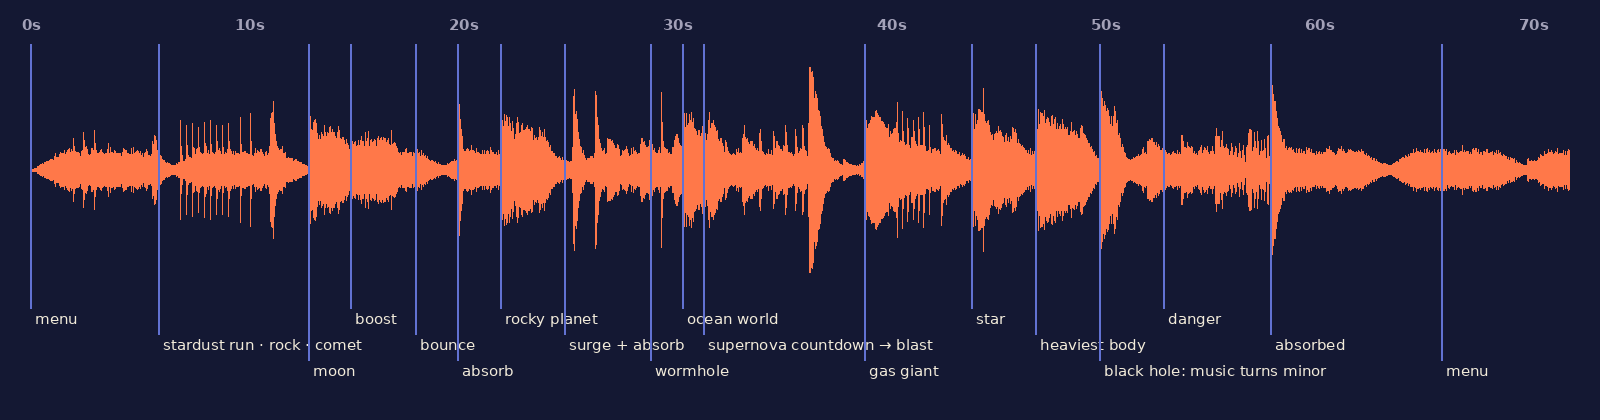 0s 10s 20s 30s 40s 50s 60s 70s
menu boost rocky planet ocean world star danger
stardust run · rock · comet bounce surge + absorb supernova countdown → blast heaviest body absorbed
moon absorb wormhole gas giant black hole: music turns minor menu